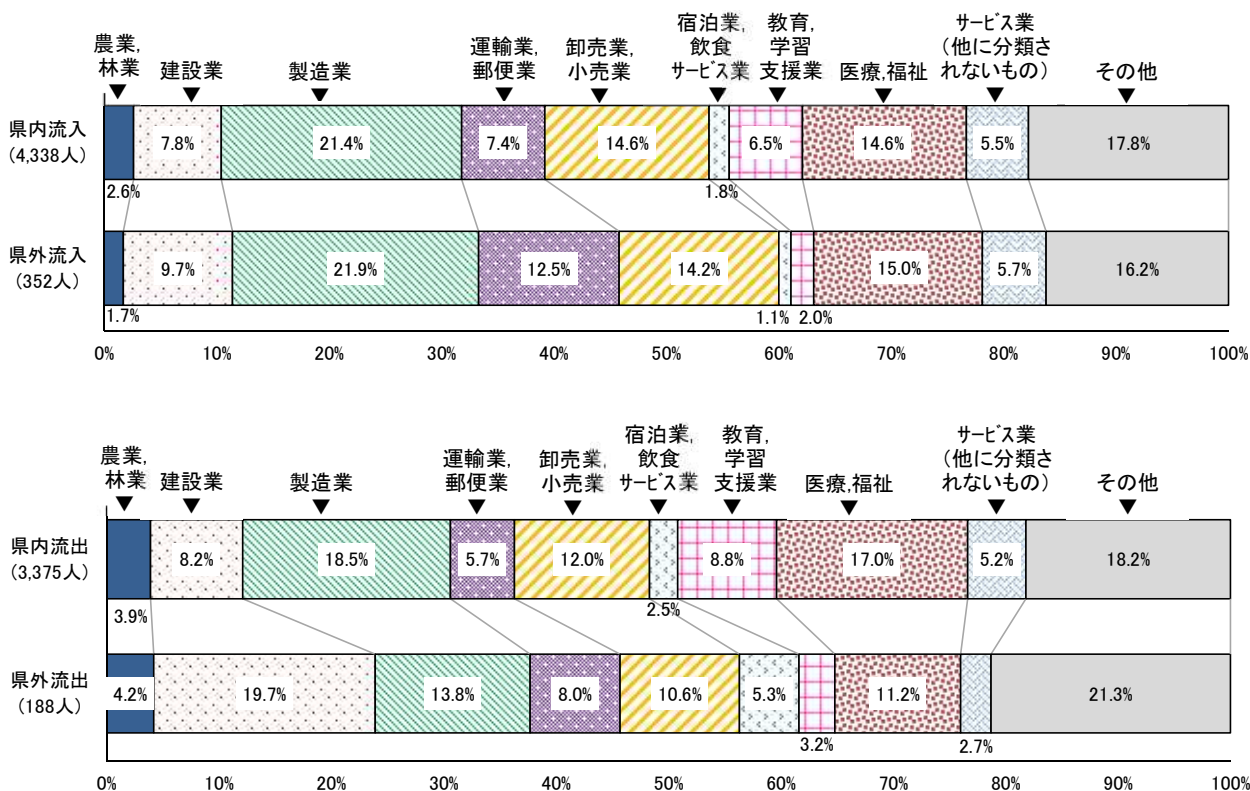 農業,
林業
建設業
製造業
運輸業,
郵便業
卸売業,
小売業
宿泊業,
飲食
サービス業
教育,
学習
支援業
医療,福祉
サービス業
(他に分類さ
れないもの)
その他
県内流入
(4,338人)
7.8%
21.4%
7.4%
14.6%
6.5%
14.6%
5.5%
17.8%
2.6%
1.8%
県外流入
(352人)
9.7%
21.9%
12.5%
14.2%
15.0%
5.7%
16.2%
1.7%
1.1%
2.0%
0%
10%
20%
30%
40%
50%
60%
70%
80%
90%
100%
農業,
林業
建設業
製造業
運輸業,
郵便業
卸売業,
小売業
宿泊業,
飲食
サービス業
教育,
学習
支援業
医療,福祉
サービス業
(他に分類さ
れないもの)
その他
県内流出
(3,375人)
8.2%
18.5%
5.7%
12.0%
8.8%
17.0%
5.2%
18.2%
3.9%
2.5%
県外流出
(188人)
4.2%
19.7%
13.8%
8.0%
10.6%
5.3%
11.2%
21.3%
3.2%
2.7%
0%
10%
20%
30%
40%
50%
60%
70%
80%
90%
100%